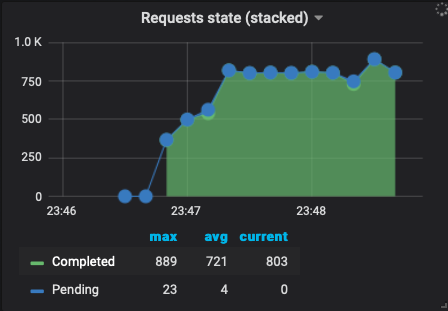 Requests state (stacked)
1.0 K
750
500
250
0
23:46 23:47 23:48
max avg current
Completed 889 721 803
Pending 23 4 0